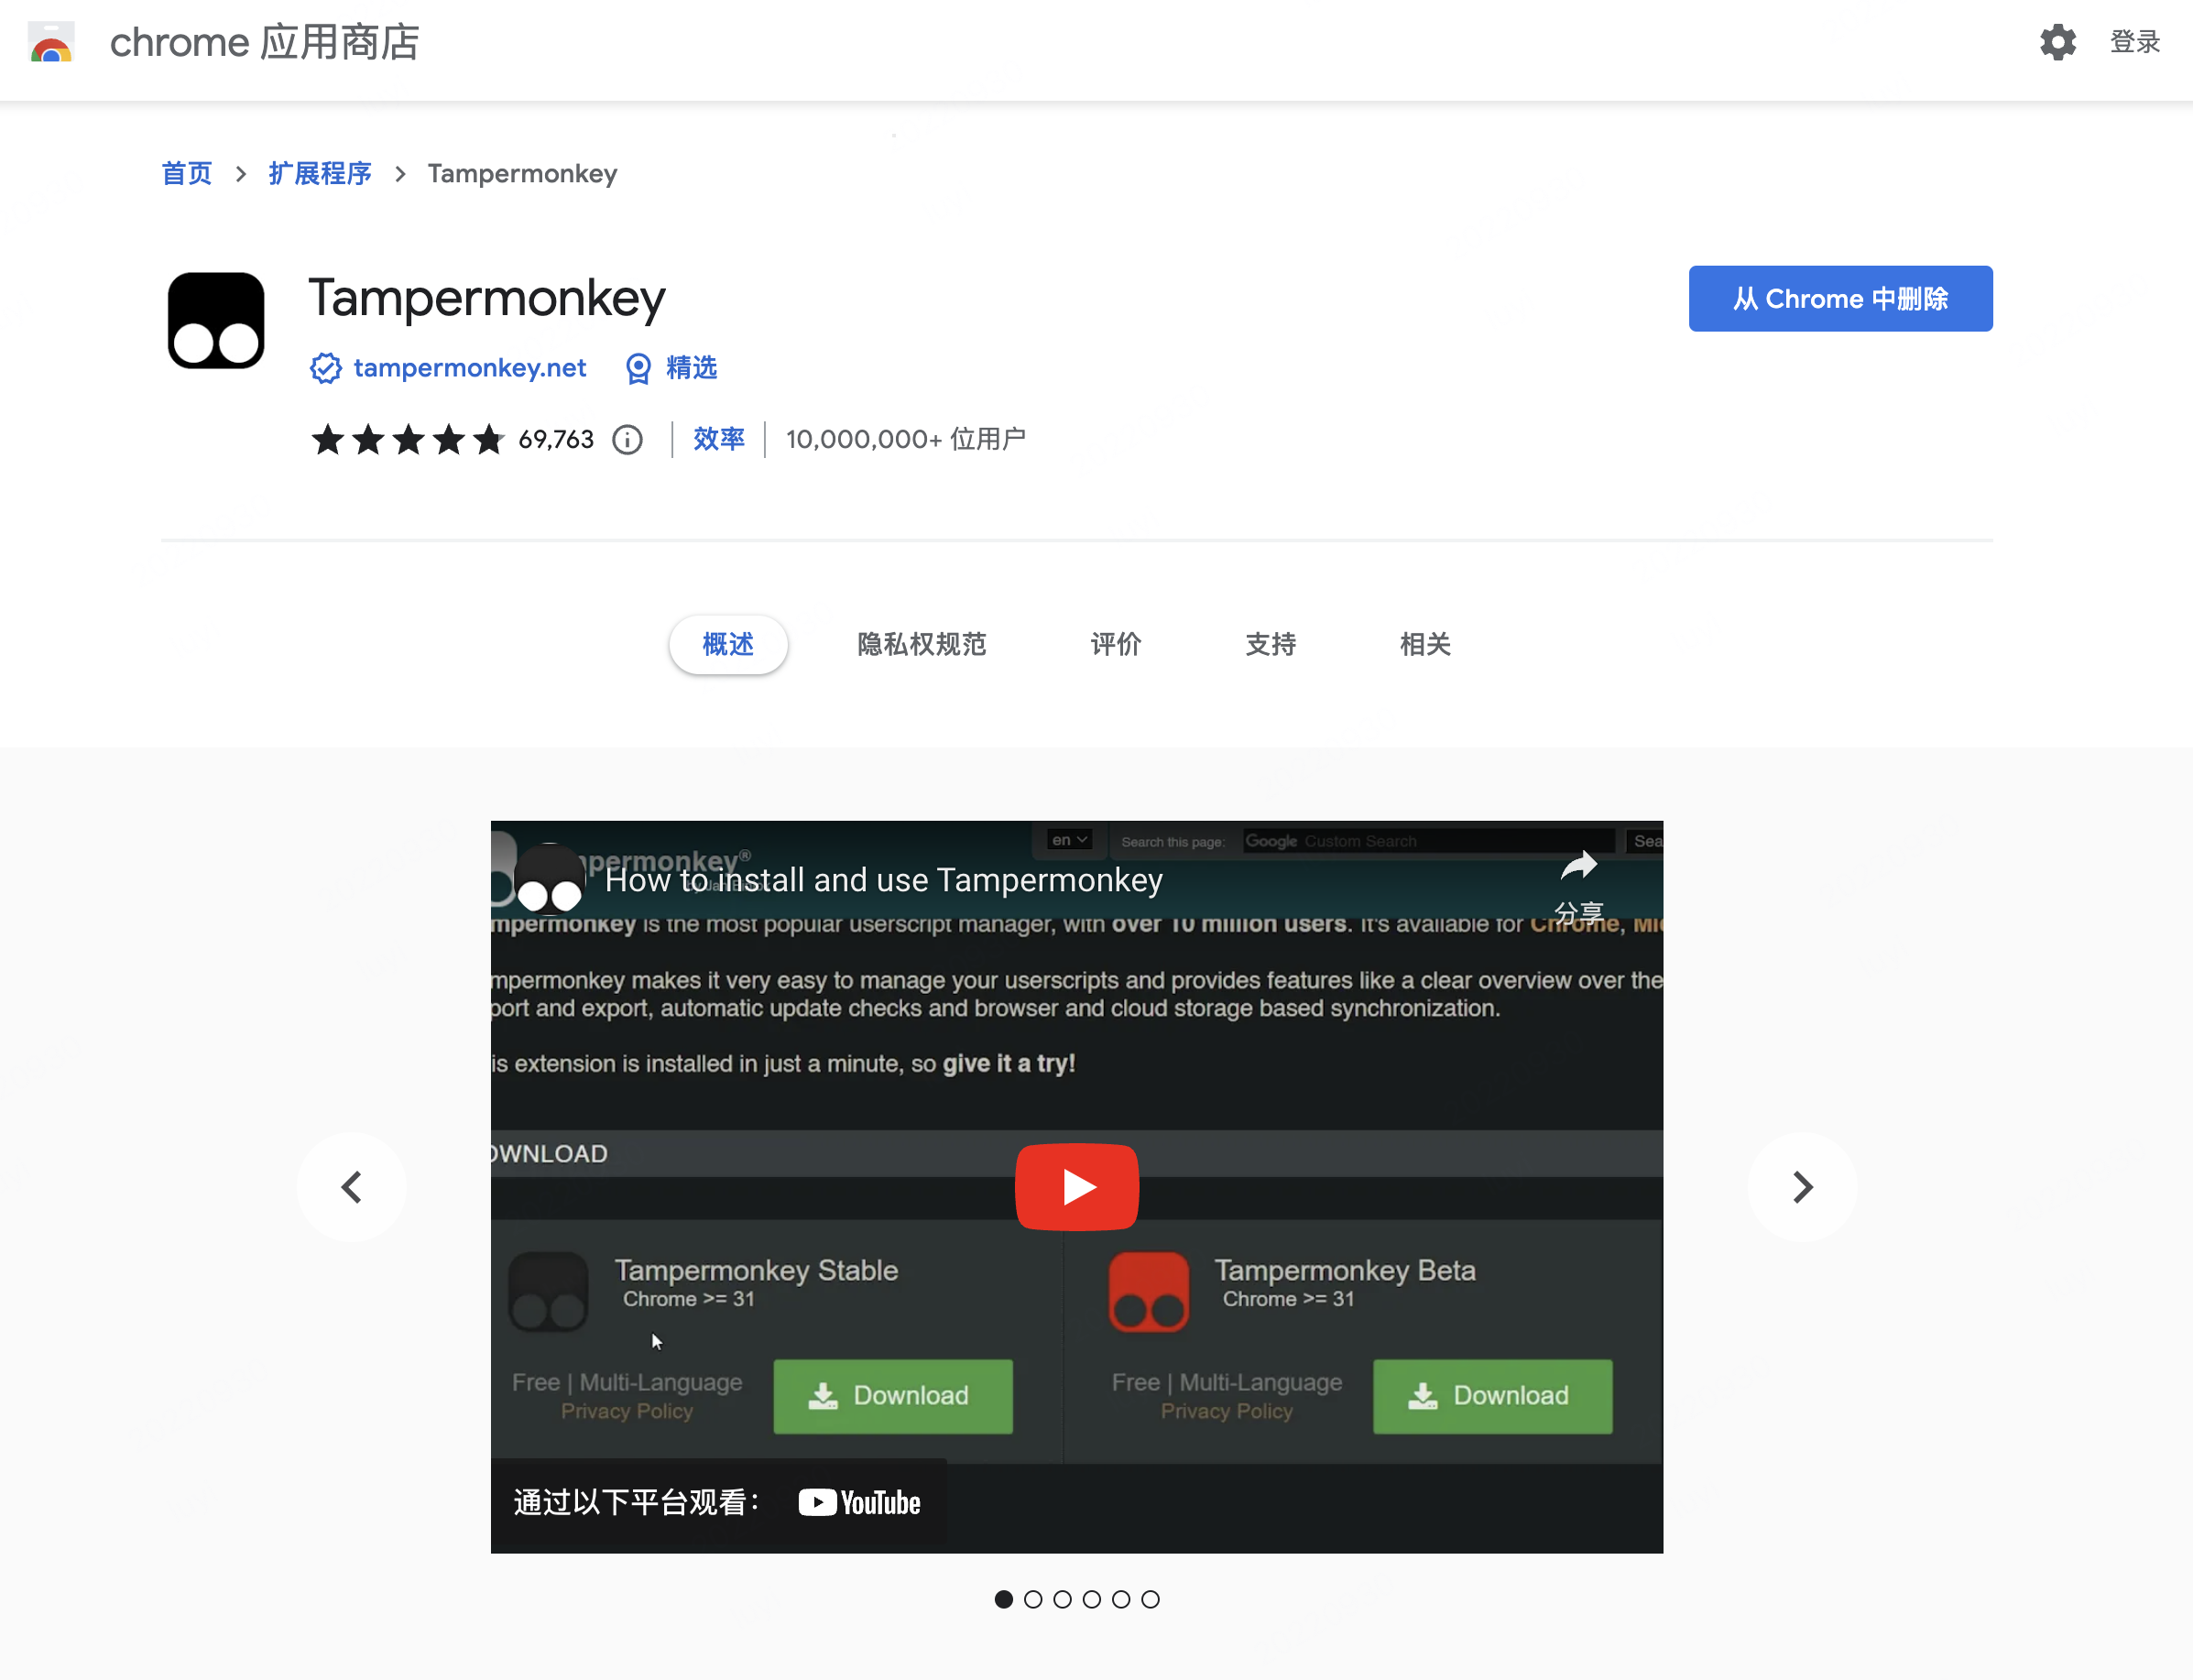 chrome 应用商店
登录
首页 > 扩展程序 > Tampermonkey
Tampermonkey
从 Chrome 中删除
tampermonkey.net 精选
69,763 效率 10,000,000+ 位用户
概述 隐私权规范 评价 支持 相关
en Search this page: Google Custom Search Sea
permonkey®
How to install and use Tampermonkey
分享
mpermonkey is the most popular userscript manager, with over 10 million users. It's available for Chrome, Mi
mpermonkey makes it very easy to manage your userscripts and provides features like a clear overview over the
port and export, automatic update checks and browser and cloud storage based synchronization.
is extension is installed in just a minute, so give it a try!
OWNLOAD
Tampermonkey Stable
Chrome >= 31
Free | Multi-Language
Privacy Policy
Download
Tampermonkey Beta
Chrome >= 31
Free | Multi-Language
Privacy Policy
Download
通过以下平台观看： YouTube